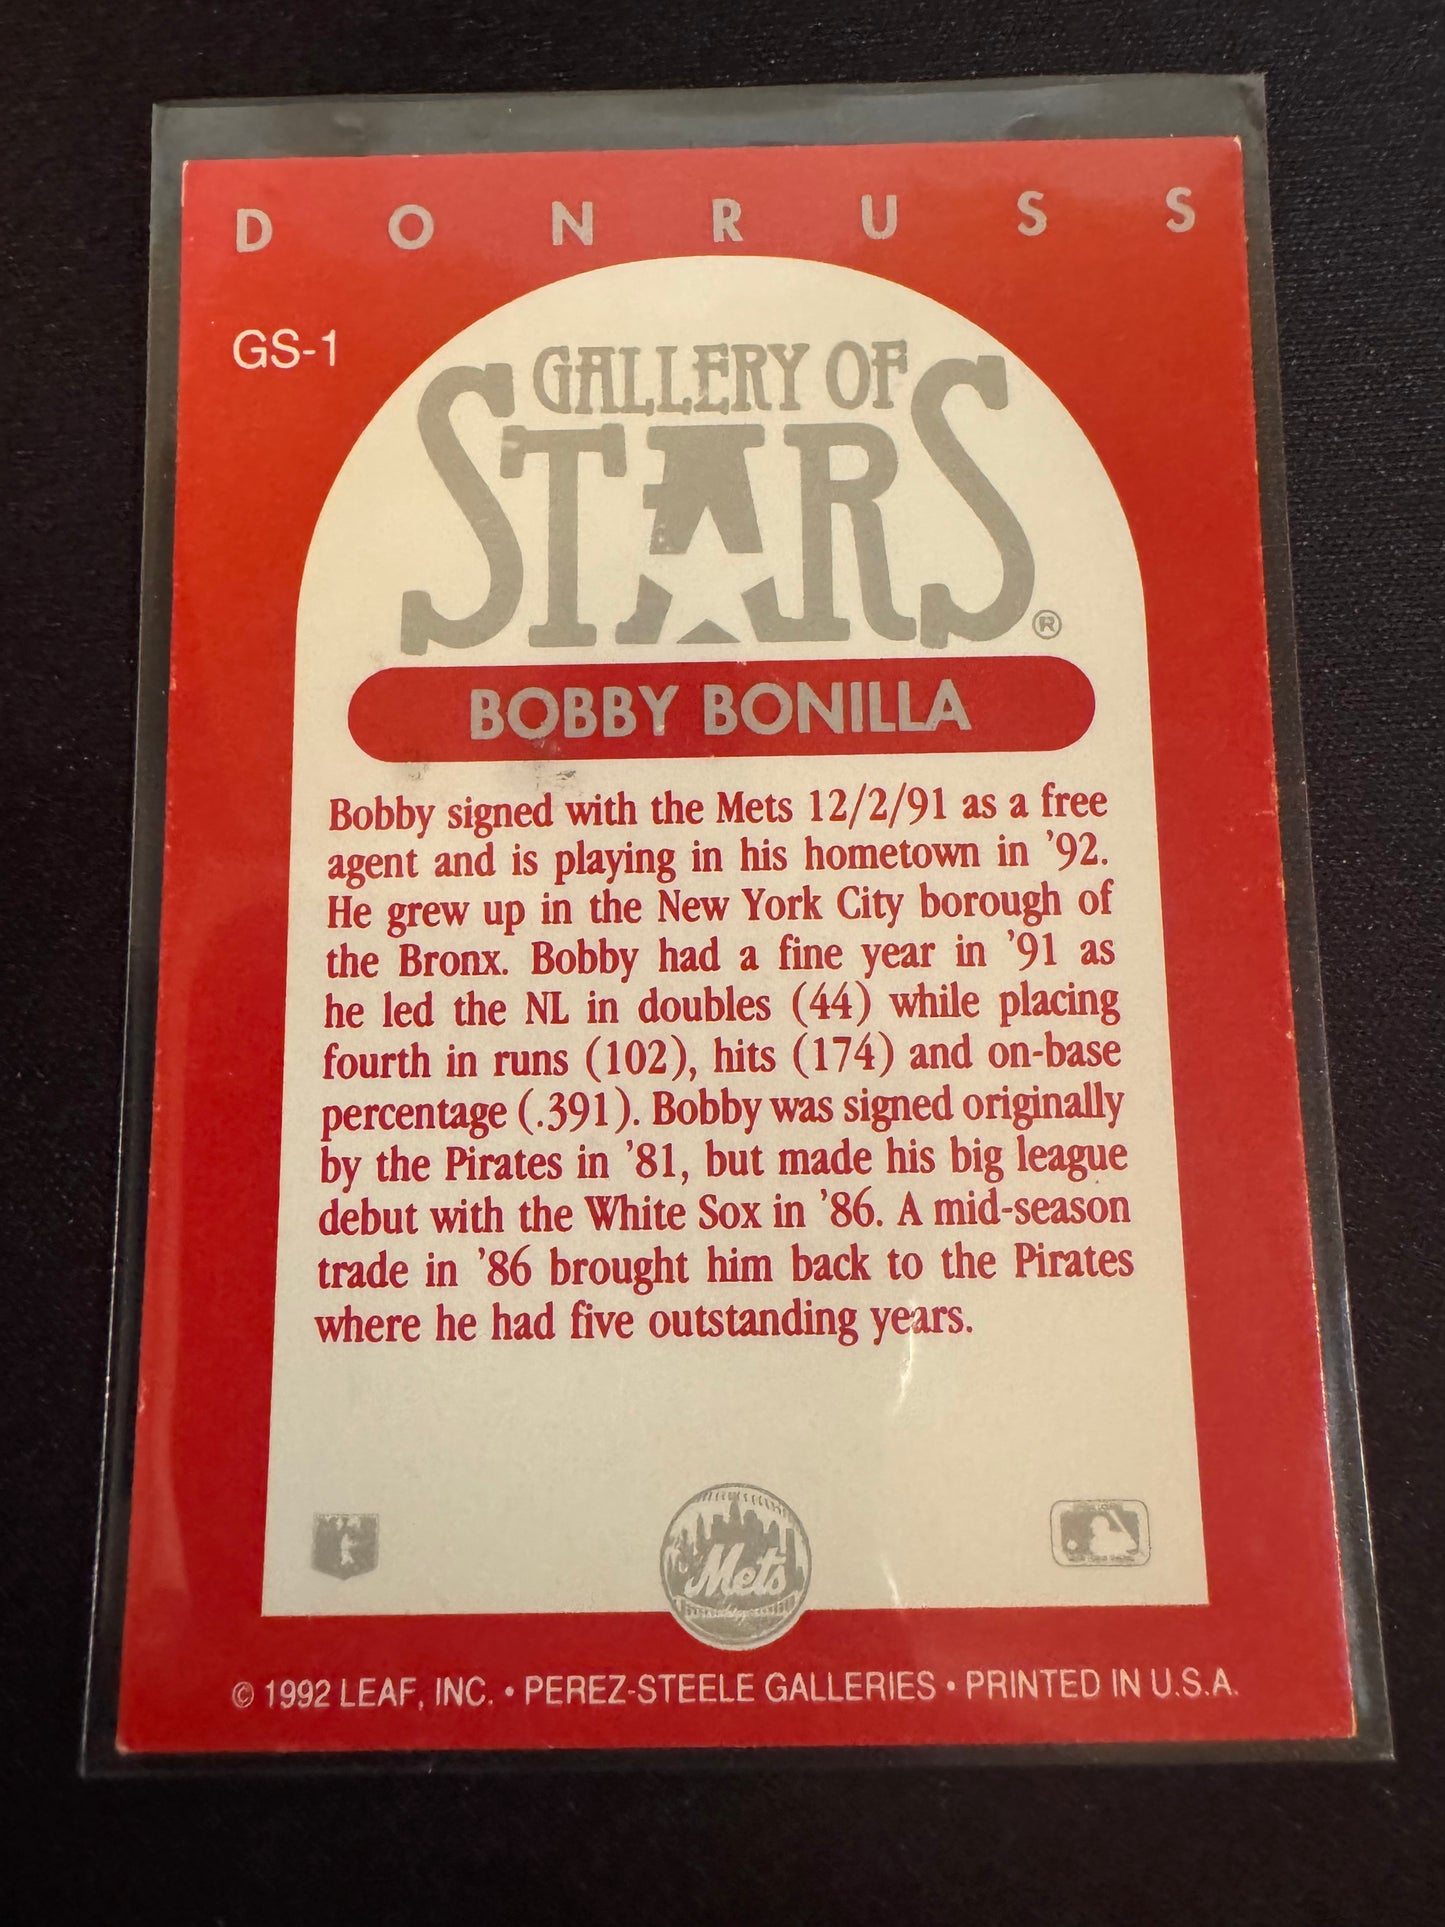 DONRUSS
GS-1
GALLERY OF
STARS®
BOBBY BONILLA
Bobby signed with the Mets 12/2/91 as a free
agent and is playing in his hometown in '92.
He grew up in the New York City borough of
the Bronx. Bobby had a fine year in '91 as
he led the NL in doubles (44) while placing
fourth in runs (102), hits (174) and on-base
percentage (.391). Bobby was signed originally
by the Pirates in '81, but made his big league
debut with the White Sox in '86. A mid-season
trade in '86 brought him back to the Pirates
where he had five outstanding years.
Mets
© 1992 LEAF, INC. • PEREZ-STEELE GALLERIES • PRINTED IN U.S.A.